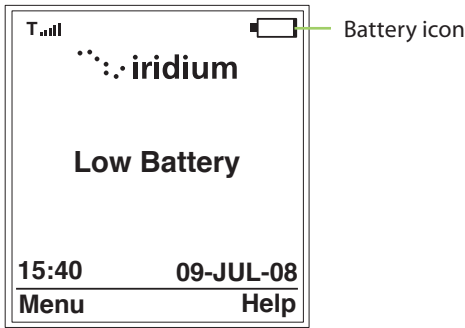 T
Battery icon
iridium
Low Battery
15:40 09-JUL-08
Menu Help